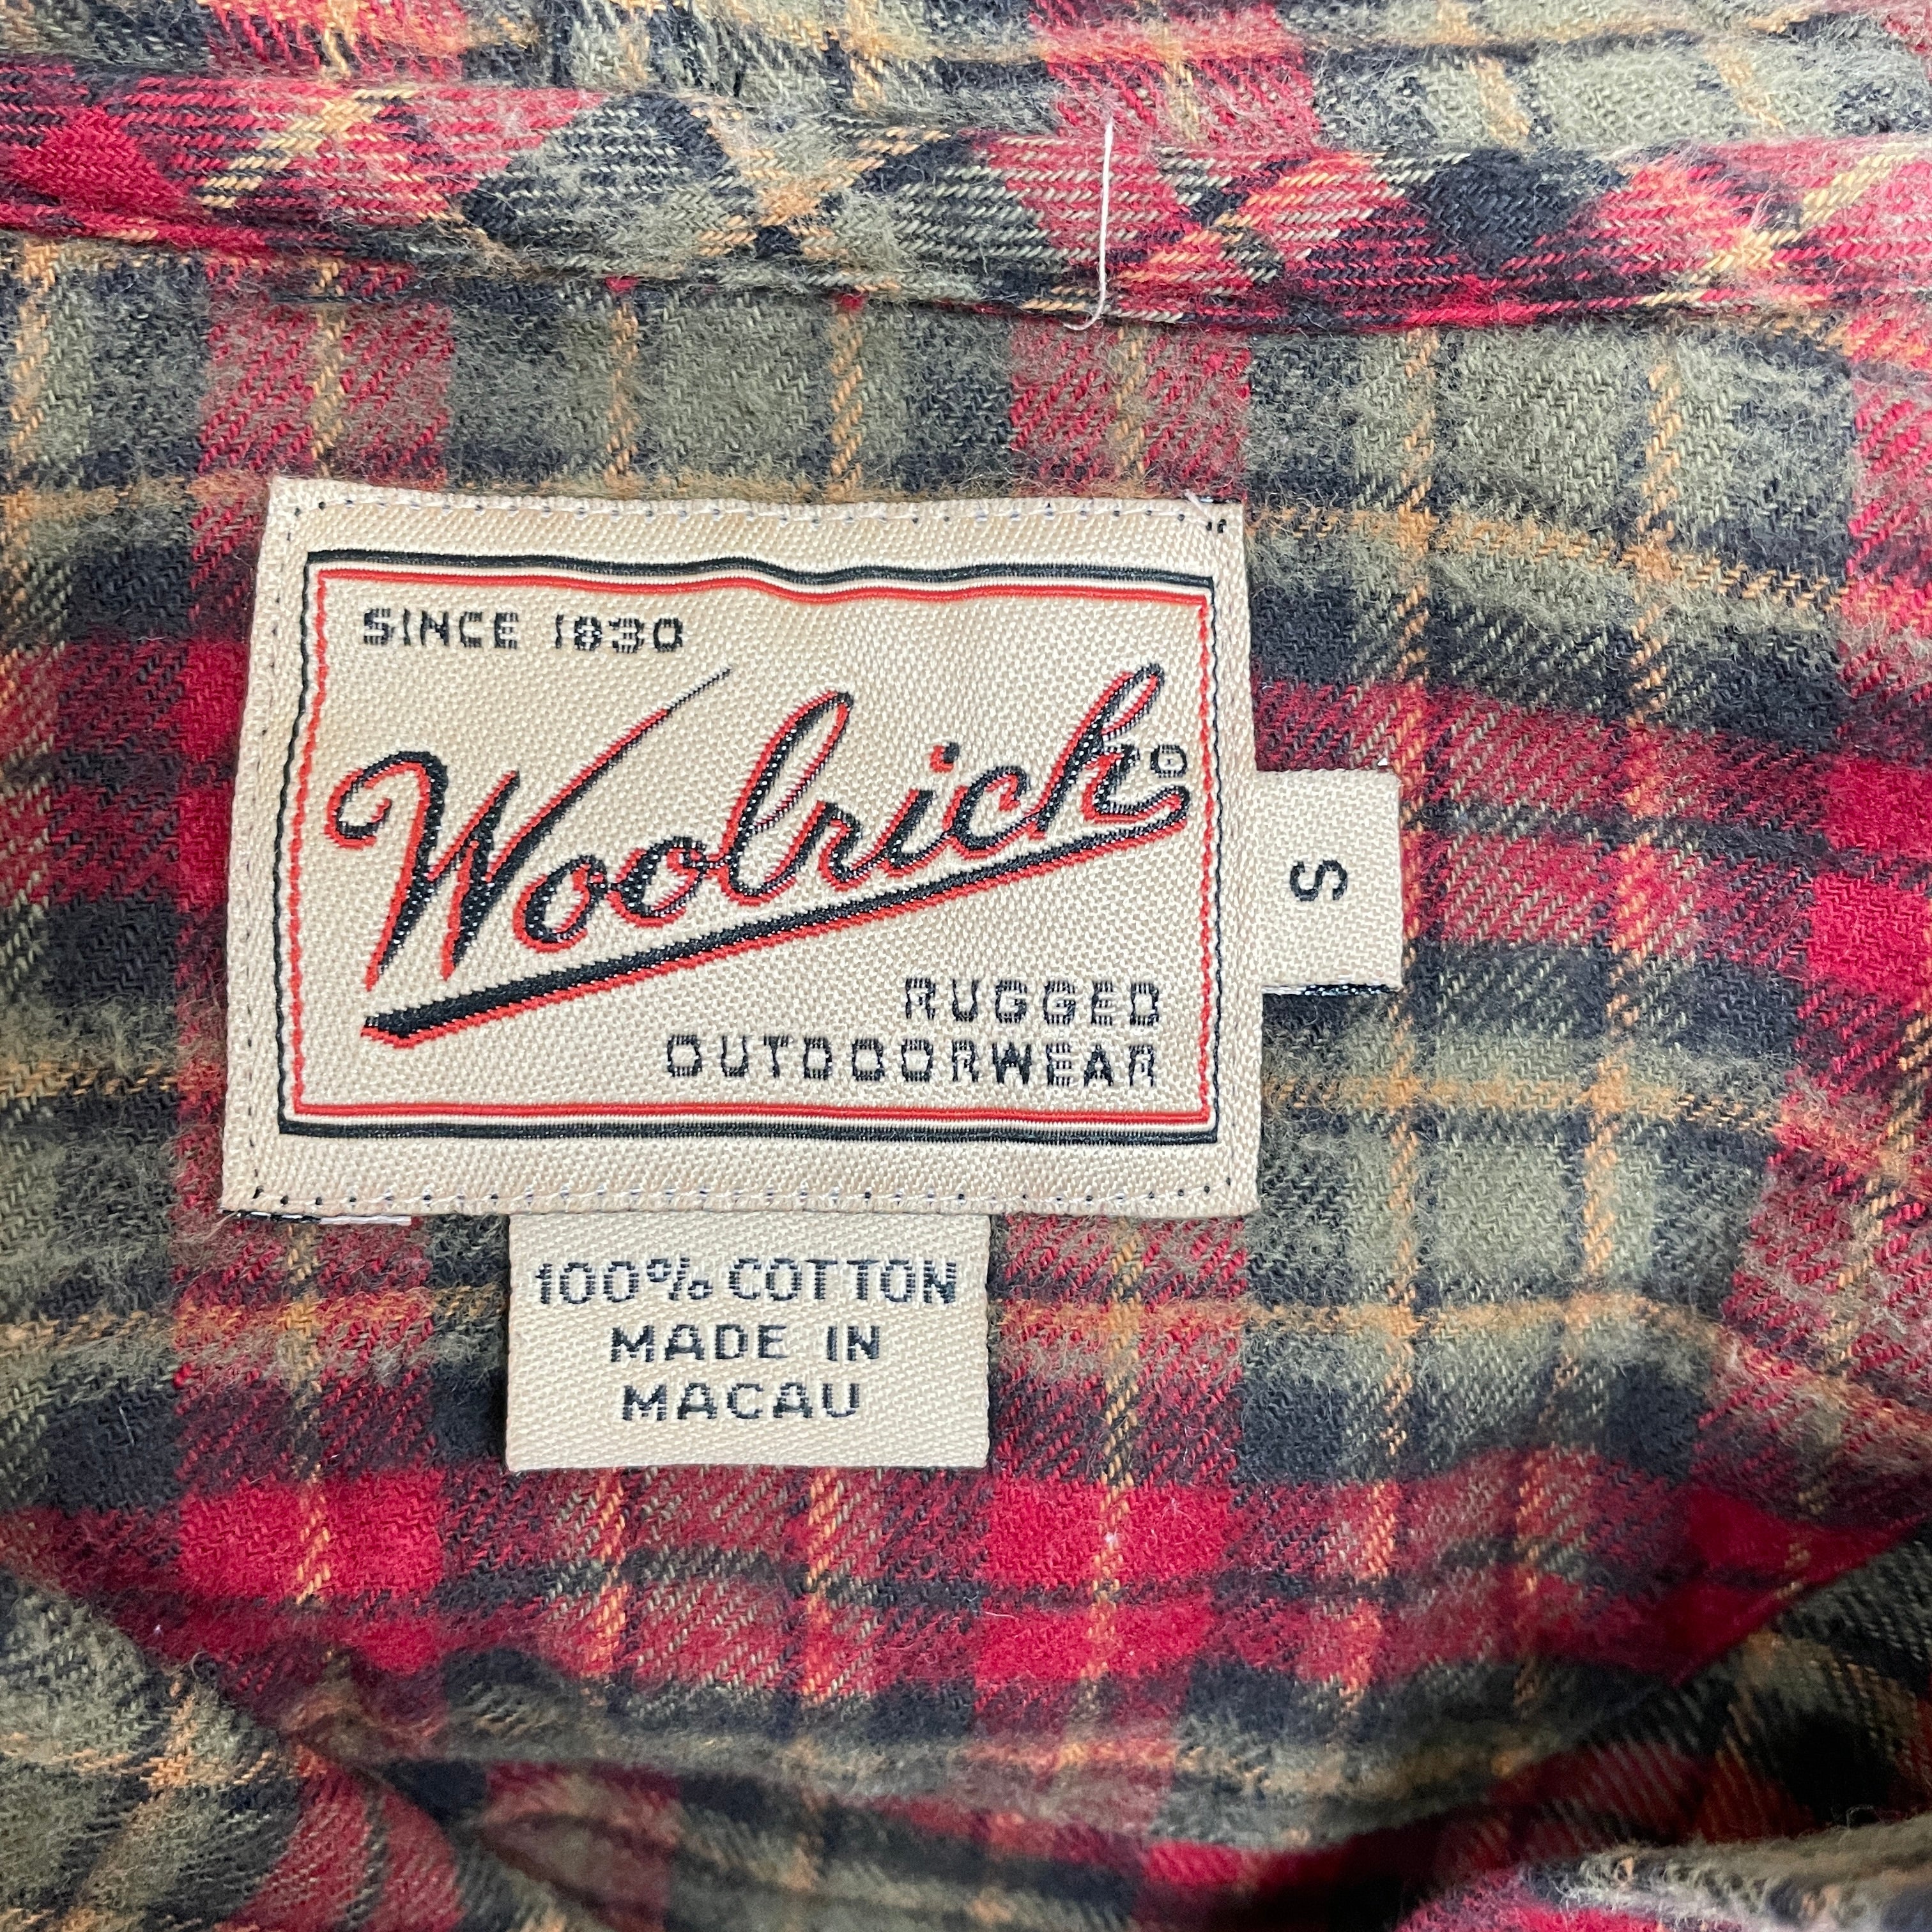 SINCE 1830
Woolrich®
RUGGED
OUTDOORWEAR
S
100% COTTON
MADE IN
MACAU